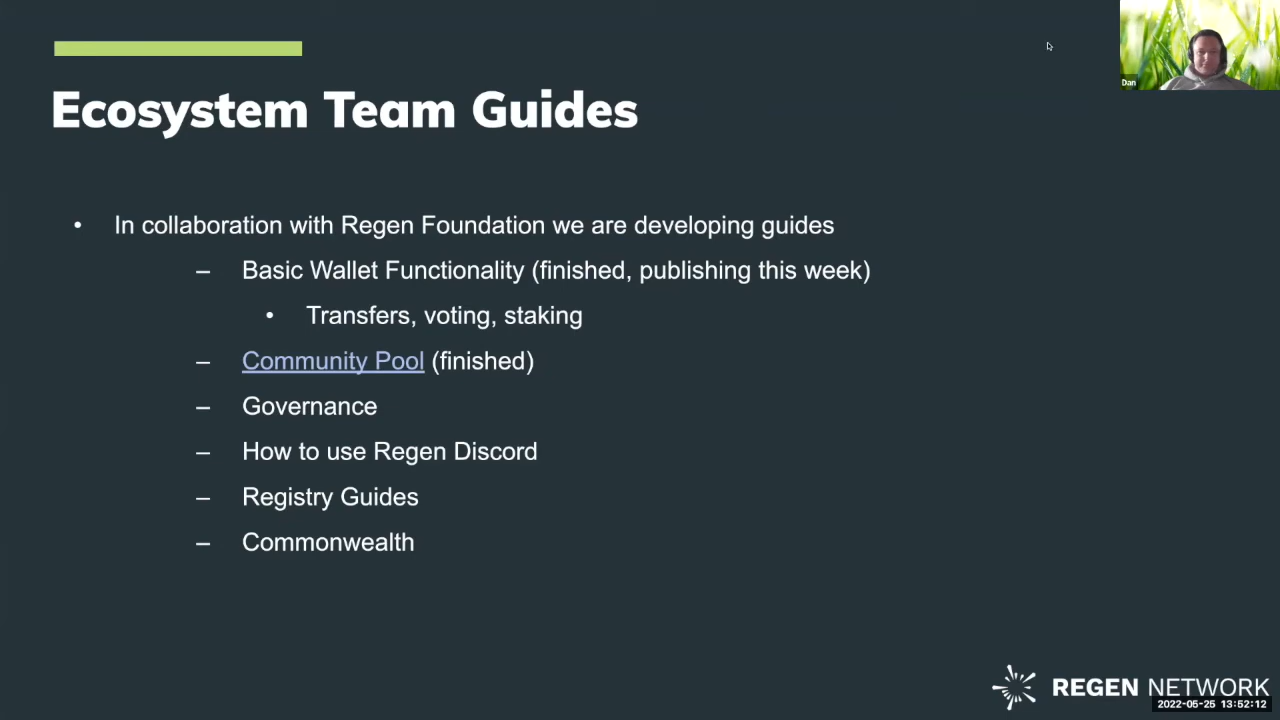 Dan
Ecosystem Team Guides
• In collaboration with Regen Foundation we are developing guides
– Basic Wallet Functionality (finished, publishing this week)
• Transfers, voting, staking
– Community Pool (finished)
– Governance
– How to use Regen Discord
– Registry Guides
– Commonwealth
REGEN NETWORK
2022-05-25 13:52:12